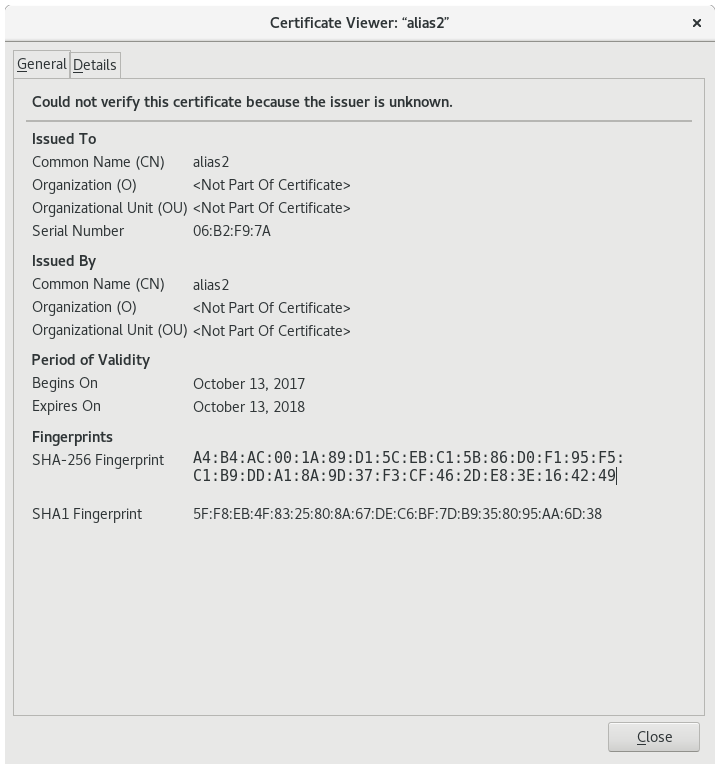 Certificate Viewer: “alias2”
×
General Details
Could not verify this certificate because the issuer is unknown.
Issued To
Common Name (CN) alias2
Organization (O) <Not Part Of Certificate>
Organizational Unit (OU) <Not Part Of Certificate>
Serial Number 06:B2:F9:7A
Issued By
Common Name (CN) alias2
Organization (O) <Not Part Of Certificate>
Organizational Unit (OU) <Not Part Of Certificate>
Period of Validity
Begins On October 13, 2017
Expires On October 13, 2018
Fingerprints
SHA-256 Fingerprint A4:B4:AC:00:1A:89:D1:5C:EB:C1:5B:86:D0:F1:95:F5:
C1:B9:DD:A1:8A:9D:37:F3:CF:46:2D:E8:3E:16:42:49
SHA1 Fingerprint 5F:F8:EB:4F:83:25:80:8A:67:DE:C6:BF:7D:B9:35:80:95:AA:6D:38
Close